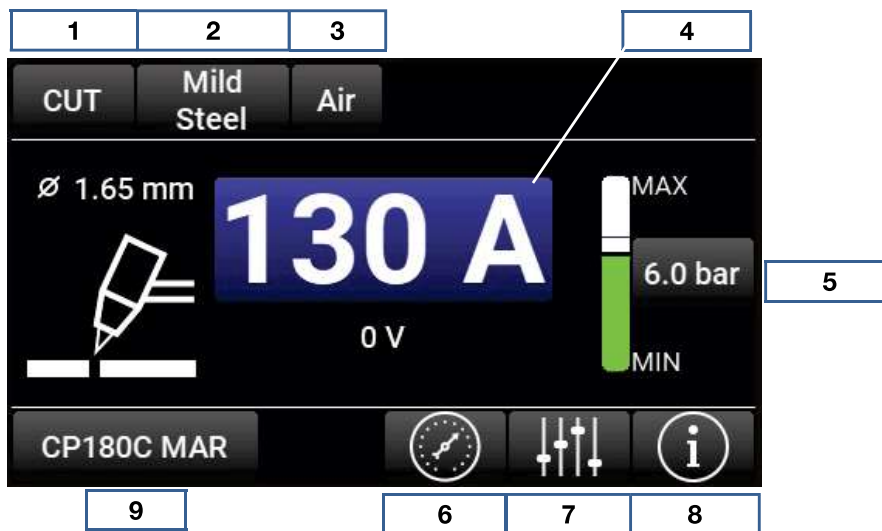 1 2 3 4
CUT Mild Steel Air
ø 1.65 mm
130 A
MAX
6.0 bar
5
0 V
MIN
CP180C MAR
i
9 6 7 8